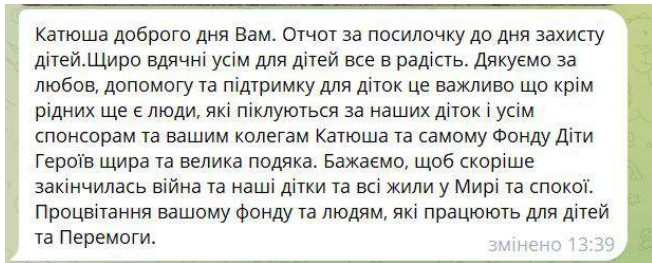 Катюша доброго дня Вам. Отчот за посилочку до дня захисту
дітей.Щиро вдячні усім для дітей все в радість. Дякуємо за
любов, допомогу та підтримку для діток це важливо що крім
рідних ще є люди, які піклуються за наших діток і усім
спонсорам та вашим колегам Катюша та самому Фонду Діти
Героїв щира та велика подяка. Бажаємо, щоб скоріше
закінчилась війна та наші дітки та всі жили у Мирі та спокої.
Процвітання вашому фонду та людям, які працюють для дітей
та Перемоги.
змінено 13:39